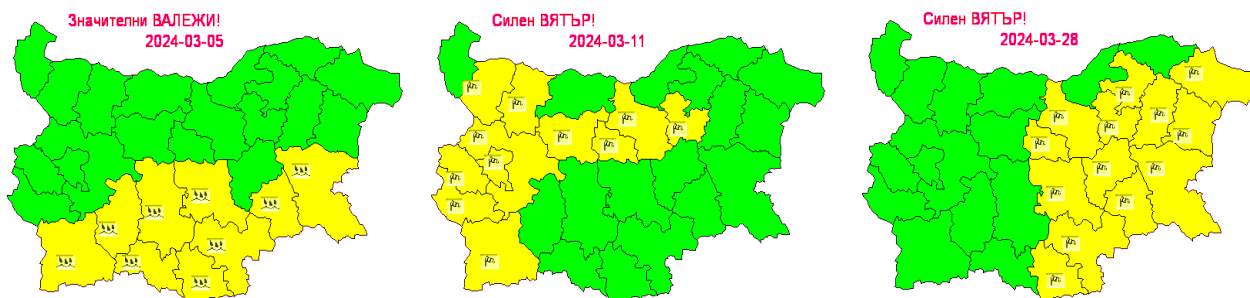 Значителни ВАЛЕЖИ!
2024-03-05
Силен ВЯТЪР!
2024-03-11
Силен ВЯТЪР!
2024-03-28